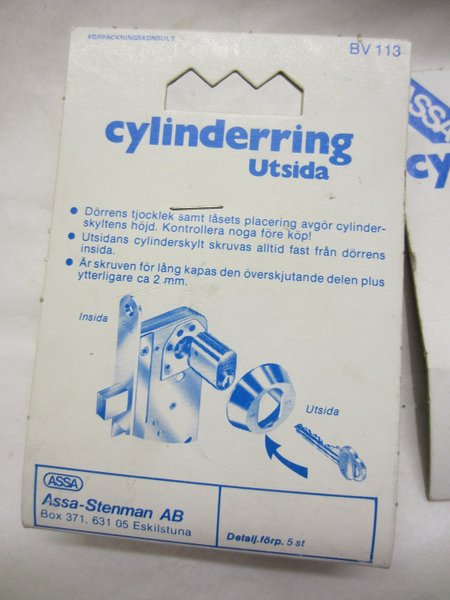 FÖRPACKNINGSKONSULT
BV 113
cylinderring
Utsida
• Dörrens tjocklek samt låsets placering avgör cylinder-
skyltens höjd. Kontrollera noga före köp!
• Utsidans cylinderskylt skruvas alltid fast från dörrens
insida.
• Är skruven för lång kapas den överskjutande delen plus
ytterligare ca 2 mm.
Insida
Utsida
ASSA
Assa-Stenman AB
Box 371, 631 05 Eskilstuna
Detalj.förp. 5 st
ASSA
cy